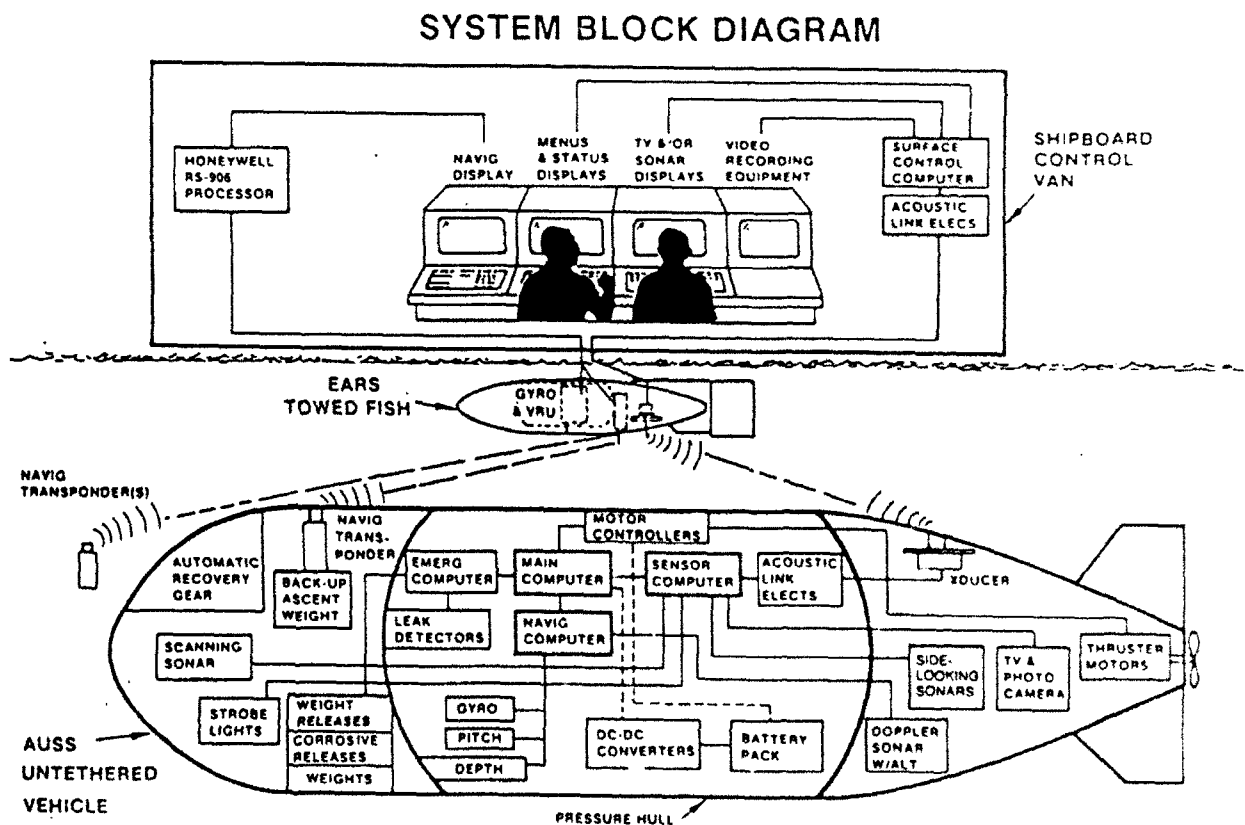 SYSTEM BLOCK DIAGRAM
HONEYWELL
RS-906
PROCESSOR
NAVIG
DISPLAY
MENUS
& STATUS
DISPLAYS
TV &/OR
SONAR
DISPLAYS
VIDEO
RECORDING
EQUIPMENT
SURFACE
CONTROL
COMPUTER
ACOUSTIC
LINK ELECS
SHIPBOARD
CONTROL
VAN
EARS
TOWED FISH
GYRO
& VRU
NAVIG
TRANSPONDER(S)
AUTOMATIC
RECOVERY
GEAR
NAVIG
TRANS-
PONDER
BACK-UP
ASCENT
WEIGHT
MOTOR
CONTROLLERS
EMERG
COMPUTER
MAIN
COMPUTER
SENSOR
COMPUTER
ACOUSTIC
LINK
ELECTS
XDUCER
LEAK
DETECTORS
NAVIG
COMPUTER
SCANNING
SONAR
SIDE-
LOOKING
SONARS
TV &
PHOTO
CAMERA
THRUSTER
MOTORS
STROBE
LIGHTS
WEIGHT
RELEASES
CORROSIVE
RELEASES
WEIGHTS
GYRO
PITCH
DEPTH
DC-DC
CONVERTERS
BATTERY
PACK
DOPPLER
SONAR
W/ALT
AUSS
UNTETHERED
VEHICLE
PRESSURE HULL